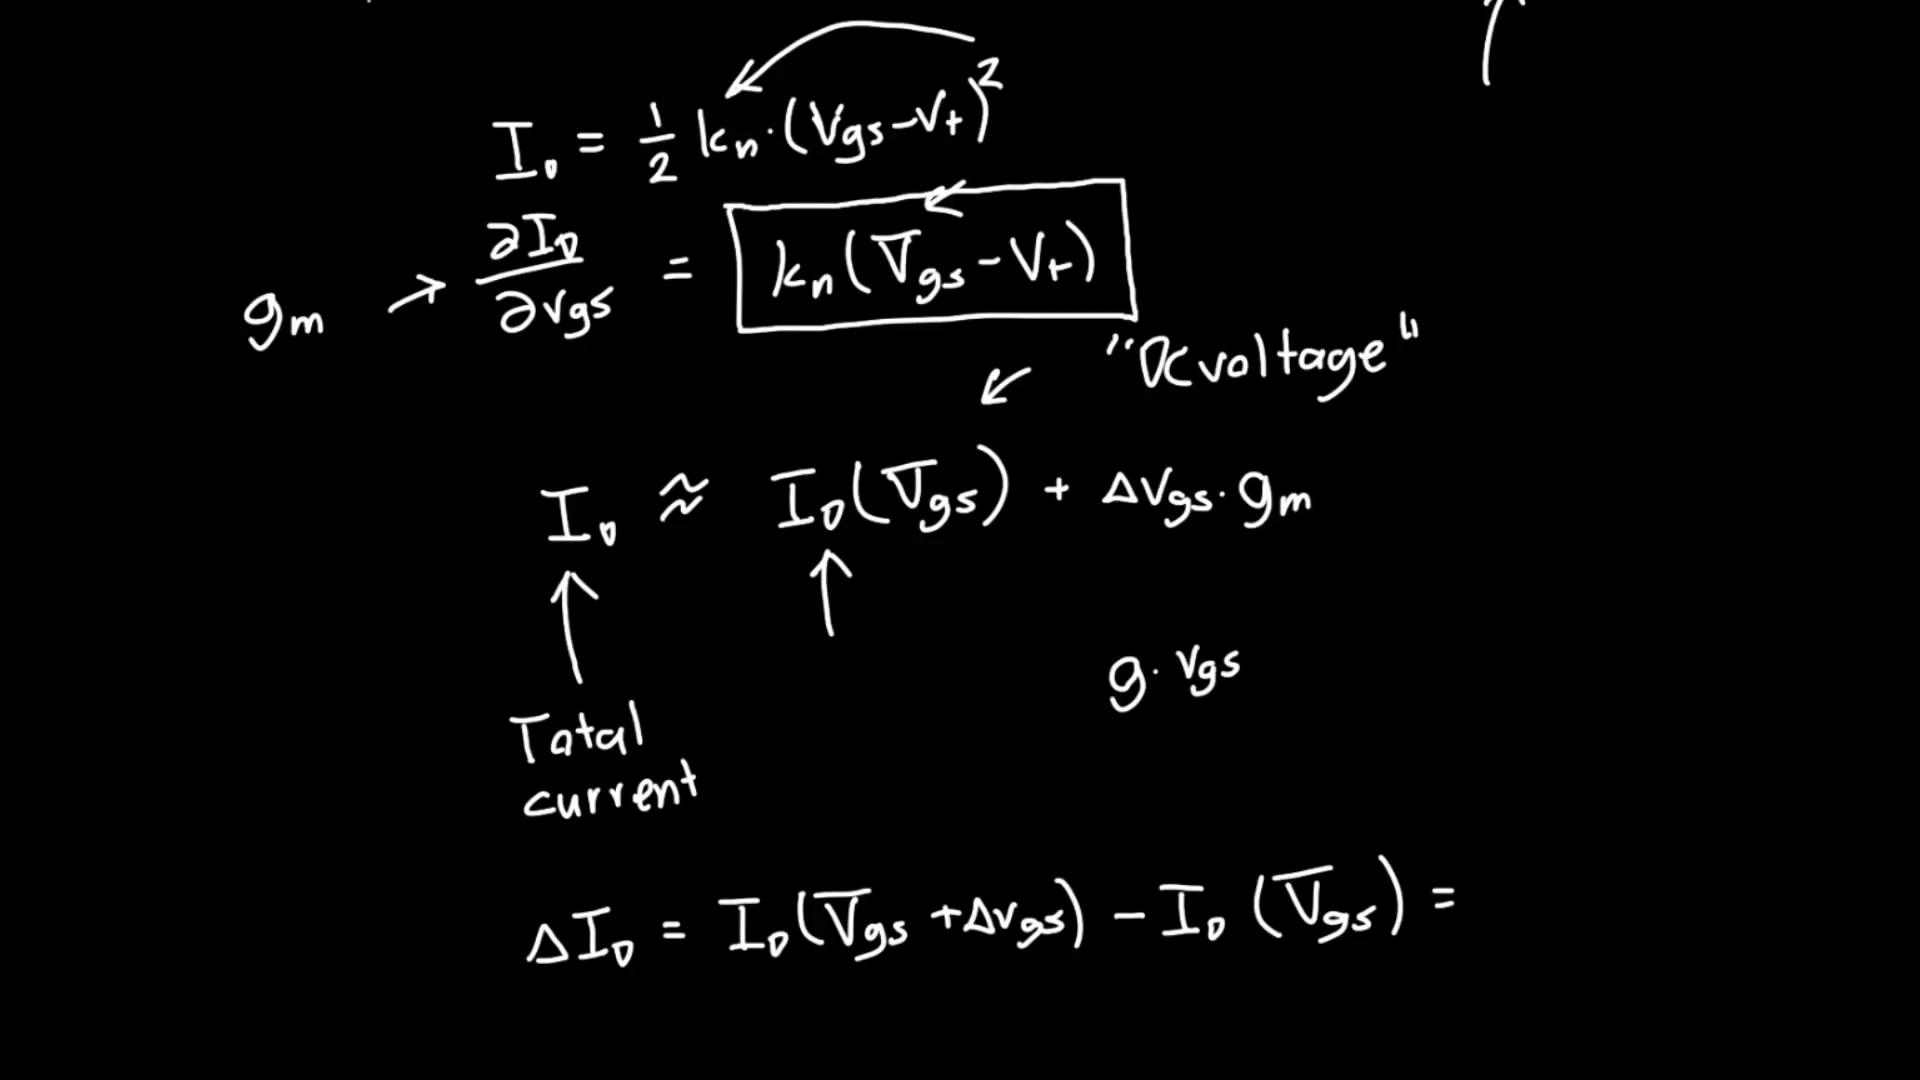 I_D = 1/2 k_n · (V_gs - V_t)^2
g_m → ∂I_D/∂v_gs = k_n(V̅_gs - V_t)
"DC voltage"
I_D ≈ I_D(V̅_gs) + ΔV_gs · g_m
g · v_gs
Total
current
ΔI_D = I_D(V̅_gs + Δv_gs) - I_D(V̅_gs) =